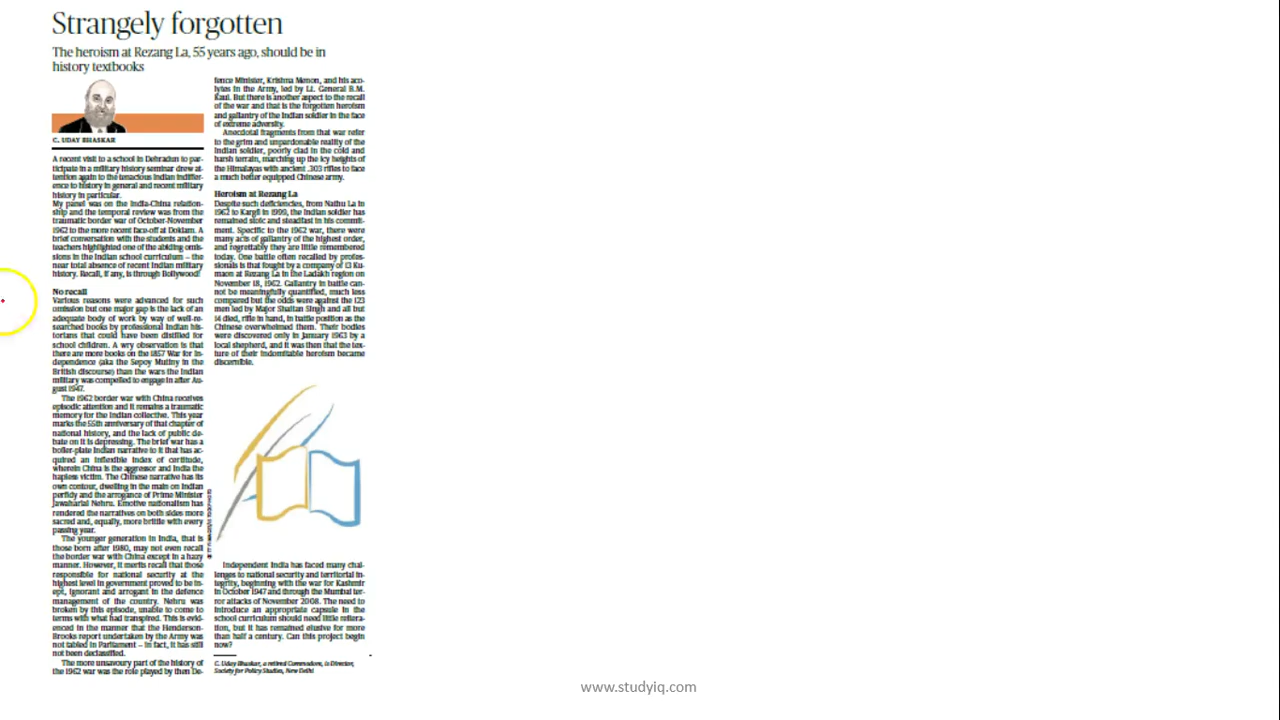 Strangely forgotten
The heroism at Rezang La, 55 years ago, should be in
history textbooks
C. UDAY BHASKAR
A recent visit to a school in Dehradun to par-
ticipate in a military history seminar drew at-
tention again to the tenacious Indian indiffer-
ence to history in general and recent military
history in particular.
My panel was on the India-China relation-
ship and the temporal review was from the
traumatic border war of October-November
1962 to the more recent face-off at Doklam. A
brief conversation with the students and the
teachers highlighted one of the abiding omis-
sions in the Indian school curriculum – the
near total absence of recent Indian military
history. Recall, if any, is through Bollywood!
No recall
Various reasons were advanced for such
omission but one major gap is the lack of an
adequate body of work by way of well-re-
searched books by professional Indian his-
torians that could have been distilled for
school children. A wry observation is that
there are more books on the 1857 War for In-
dependence (aka the Sepoy Mutiny in the
British discourse) than the wars the Indian
military was compelled to engage in after Au-
gust 1947.
The 1962 border war with China receives
episodic attention and it remains a traumatic
memory for the Indian collective. This year
marks the 55th anniversary of that chapter of
national history, and the lack of public de-
bate on it is depressing. The brief war has a
boiler-plate Indian narrative to it that has ac-
quired an inflexible index of certitude,
wherein China is the aggressor and India the
hapless victim. The Chinese narrative has its
own contour, dwelling in the main on Indian
perfidy and the arrogance of Prime Minister
Jawaharlal Nehru. Emotive nationalism has
rendered the narratives on both sides more
sacred and, equally, more brittle with every
passing year.
The younger generation in India, that is
those born after 1980, may not even recall
the border war with China except in a hazy
manner. However, it merits recall that those
responsible for national security at the
highest level in government proved to be in-
ept, ignorant and arrogant in the defence
management of the country. Nehru was
broken by this episode, unable to come to
terms with what had transpired. This is evid-
enced in the manner that the Henderson-
Brooks report undertaken by the Army was
not tabled in Parliament – in fact, it has still
not been declassified.
The more unsavoury part of the history of
the 1962 war was the role played by then De-
fence Minister, Krishna Menon, and his aco-
lytes in the Army, led by Lt. General B.M.
Kaul. But there is another aspect to the recall
of the war and that is the forgotten heroism
and gallantry of the Indian soldier in the face
of extreme adversity.
Anecdotal fragments from that war refer
to the grim and unpardonable reality of the
Indian soldier, poorly clad in the cold and
harsh terrain, marching up the icy heights of
the Himalayas with ancient .303 rifles to face
a much better equipped Chinese army.
Heroism at Rezang La
Despite such deficiencies, from Nathu La in
1962 to Kargil in 1999, the Indian soldier has
remained stoic and steadfast in his commit-
ment. Specific to the 1962 war, there were
many acts of gallantry of the highest order,
and regrettably they are little remembered
today. One battle often recalled by profes-
sionals is that fought by a company of 13 Ku-
maon at Rezang La in the Ladakh region on
November 18, 1962. Gallantry in battle can-
not be meaningfully quantified, much less
compared but the odds were against the 123
men led by Major Shaitan Singh and all but
14 died, rifle in hand, in battle position as the
Chinese overwhelmed them. Their bodies
were discovered only in January 1963 by a
local shepherd, and it was then that the tex-
ture of their indomitable heroism became
discernible.
Independent India has faced many chal-
lenges to national security and territorial in-
tegrity, beginning with the war for Kashmir
in October 1947 and through the Mumbai ter-
ror attacks of November 2008. The need to
introduce an appropriate capsule in the
school curriculum should need little reitera-
tion, but it has remained elusive for more
than half a century. Can this project begin
now?
C. Uday Bhaskar, a retired Commodore, is Director,
Society for Policy Studies, New Delhi
www.studyiq.com